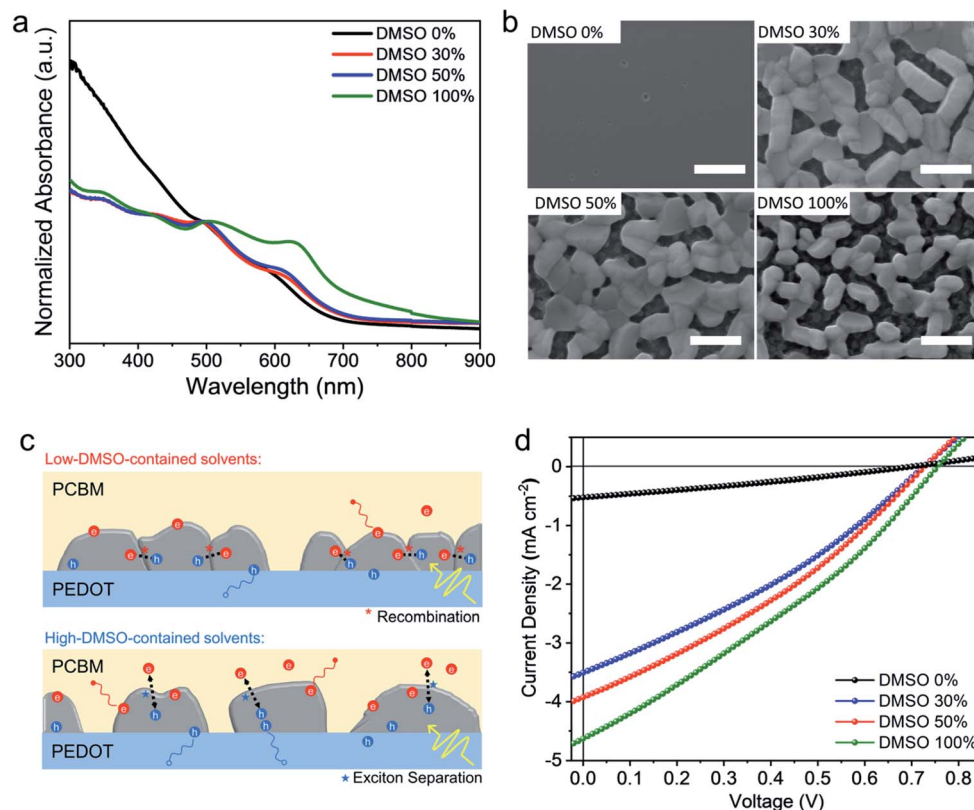 a
DMSO 0%
DMSO 30%
DMSO 50%
DMSO 100%
Normalized Absorbance (a.u.)
300 400 500 600 700 800 900
Wavelength (nm)
b
DMSO 0%
DMSO 30%
DMSO 50%
DMSO 100%
c
Low-DMSO-contained solvents:
PCBM
e e e e
e * h h * e * h e * h e * h
h h h
PEDOT
* Recombination
High-DMSO-contained solvents:
PCBM
e e e e
e e e e e
h h h h h h
PEDOT
★ Exciton Separation
d
Current Density (mA cm⁻²)
0
-1
-2
-3
-4
-5
DMSO 0%
DMSO 30%
DMSO 50%
DMSO 100%
0.0 0.1 0.2 0.3 0.4 0.5 0.6 0.7 0.8
Voltage (V)